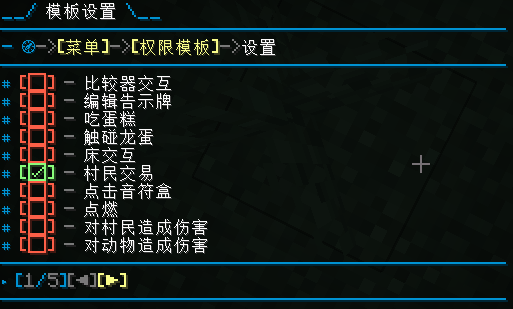 __/ 模板设置 \__
— ->[菜单]->[权限模板]->设置
# [ ] — 比较器交互
# [ ] — 编辑告示牌
# [ ] — 吃蛋糕
# [ ] — 触碰龙蛋
# [ ] — 床交互
# [✓] — 村民交易
# [ ] — 点击音符盒
# [ ] — 点燃
# [ ] — 对村民造成伤害
# [ ] — 对动物造成伤害
▸ [1/5][◄][►]